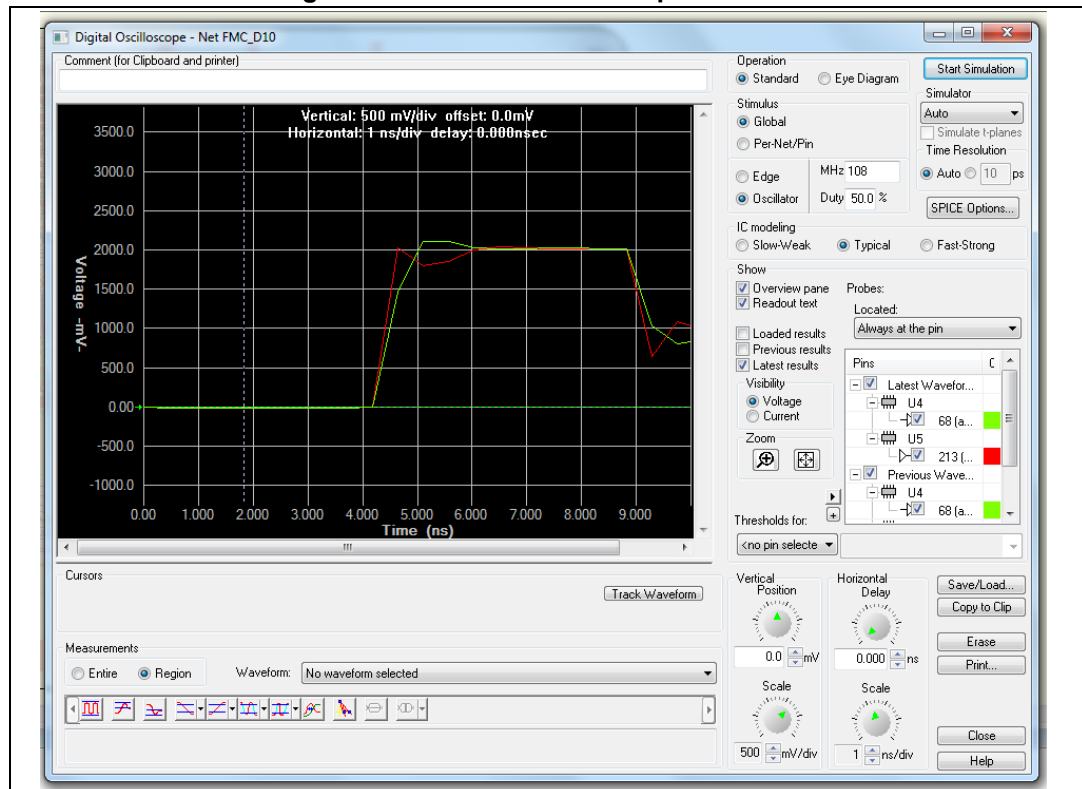 Digital Oscilloscope - Net FMC_D10
Comment (for Clipboard and printer)
Vertical: 500 mV/div offset: 0.0mV
Horizontal: 1 ns/div delay: 0.000nsec
3500.0
3000.0
2500.0
2000.0
1500.0
1000.0
500.0
0.00
-500.0
-1000.0
Voltage -mV-
0.00 1.000 2.000 3.000 4.000 5.000 6.000 7.000 8.000 9.000
Time (ns)
Operation
Standard Eye Diagram
Start Simulation
Stimulus
Global
Per-Net/Pin
Simulator
Auto
Simulate t-planes
Time Resolution
Auto 10 ps
Edge
Oscillator
MHz 108
Duty 50.0 %
SPICE Options...
IC modeling
Slow-Weak Typical Fast-Strong
Show
Overview pane
Readout text
Loaded results
Previous results
Latest results
Visibility
Voltage
Current
Zoom
Probes:
Located:
Always at the pin
Pins C
Latest Wavefor...
U4
68 (a...
U5
213 (...
Previous Wave...
U4
68 (a...
Thresholds for:
<no pin selecte
Cursors
Track Waveform
Measurements
Entire Region Waveform: No waveform selected
Vertical
Position
0.0 mV
Scale
500 mV/div
Horizontal
Delay
0.000 ns
Scale
1 ns/div
Save/Load...
Copy to Clip
Erase
Print...
Close
Help